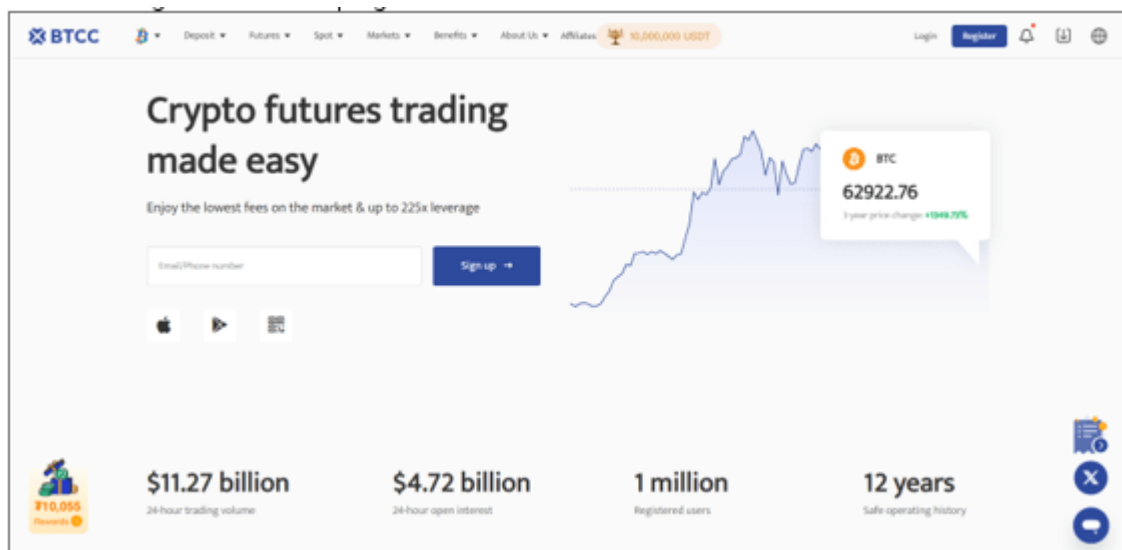 BTCC
Deposit Futures Spot Markets Benefits About Us Affiliates 10,000,000 USDT Login Register
Crypto futures trading
made easy
Enjoy the lowest fees on the market & up to 225x leverage
Email/Phone number Sign up →
BTC
62922.76
3-year price change: +1349.73%
$11.27 billion $4.72 billion 1 million 12 years
24-hour trading volume 24-hour open interest Registered users Safe operating history
₮10,055
Rewards